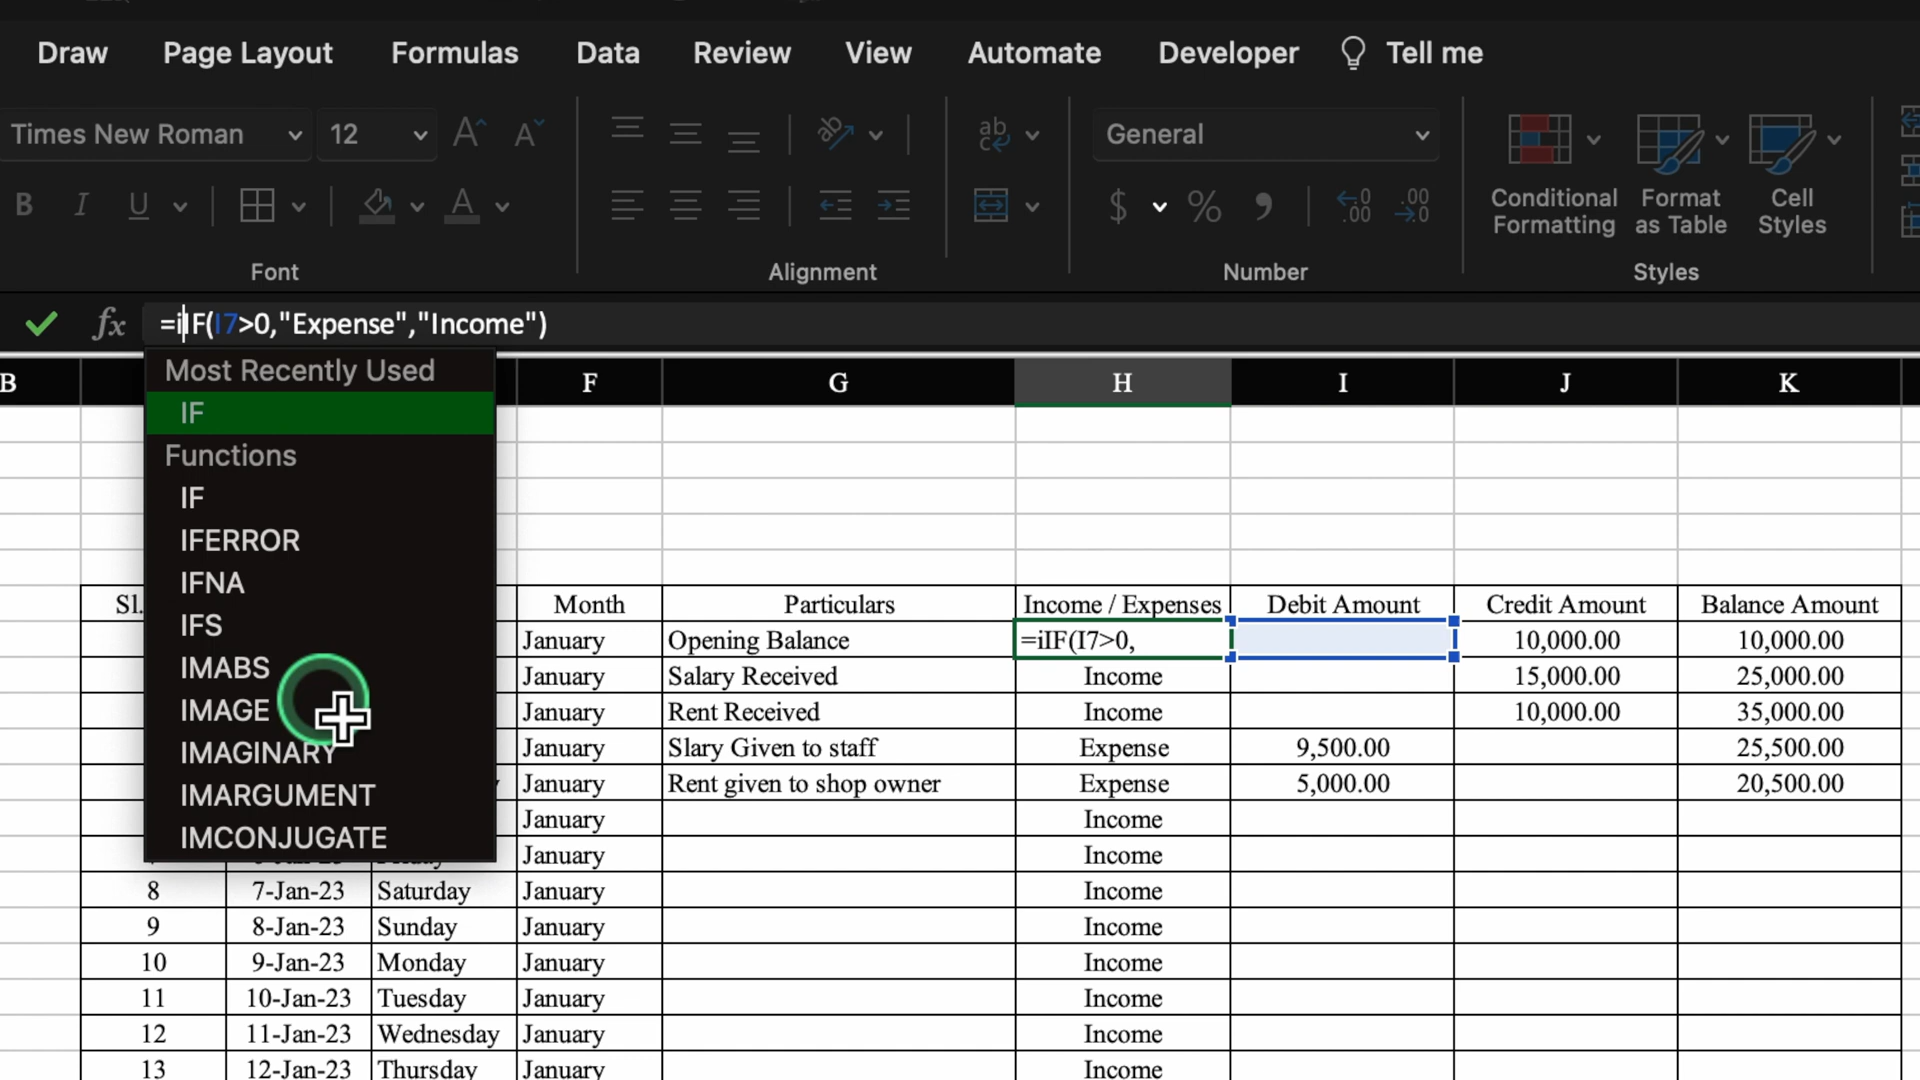 Draw Page Layout Formulas Data Review View Automate Developer Tell me
Times New Roman 12 A A ab c General
B I U A $ % , .00 .00
Conditional Formatting Format as Table Cell Styles
Font Alignment Number Styles
fx =iIF(I7>0,"Expense","Income")
Most Recently Used
IF
Functions
IF
IFERROR
IFNA
IFS
IMABS
IMAGE
IMAGINARY
IMARGUMENT
IMCONJUGATE
B F G H I J K
Sl. Month Particulars Income / Expenses Debit Amount Credit Amount Balance Amount
January Opening Balance =iIF(I7>0, 10,000.00 10,000.00
January Salary Received Income 15,000.00 25,000.00
January Rent Received Income 10,000.00 35,000.00
January Slary Given to staff Expense 9,500.00 25,500.00
January Rent given to shop owner Expense 5,000.00 20,500.00
January Income
January Income
8 7-Jan-23 Saturday January Income
9 8-Jan-23 Sunday January Income
10 9-Jan-23 Monday January Income
11 10-Jan-23 Tuesday January Income
12 11-Jan-23 Wednesday January Income
13 12-Jan-23 Thursday January Income